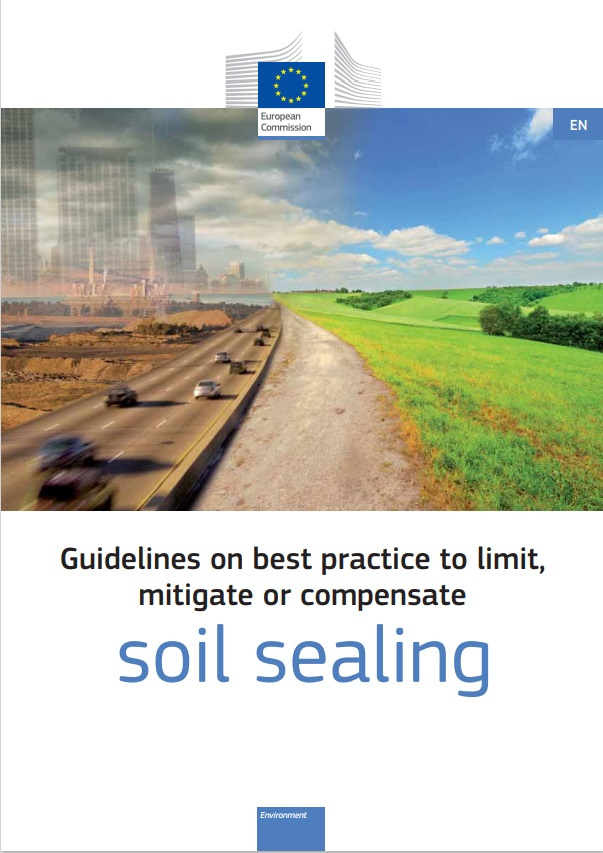 European
Commission
EN
Guidelines on best practice to limit,
mitigate or compensate
soil sealing
Environment